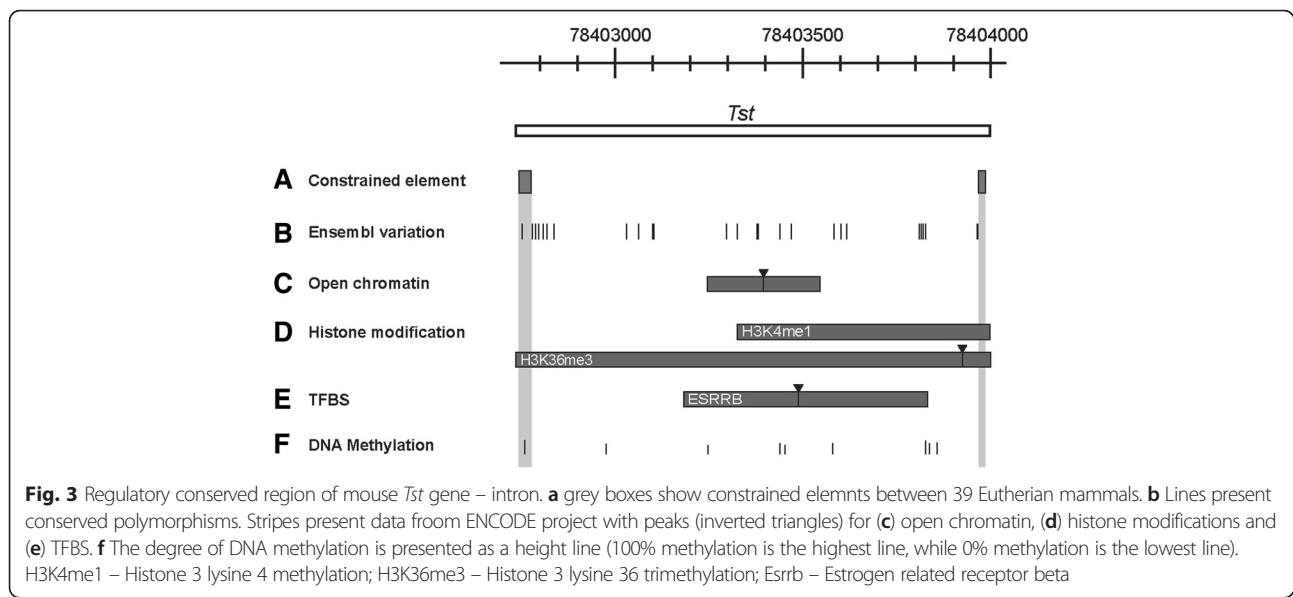 78403000 78403500 78404000
Tst
A Constrained element
B Ensembl variation
C Open chromatin
D Histone modification
H3K4me1
H3K36me3
E TFBS
ESRRB
F DNA Methylation
Fig. 3 Regulatory conserved region of mouse Tst gene – intron. a grey boxes show constrained elemnts between 39 Eutherian mammals. b Lines present
conserved polymorphisms. Stripes present data froom ENCODE project with peaks (inverted triangles) for (c) open chromatin, (d) histone modifications and
(e) TFBS. f The degree of DNA methylation is presented as a height line (100% methylation is the highest line, while 0% methylation is the lowest line).
H3K4me1 – Histone 3 lysine 4 methylation; H3K36me3 – Histone 3 lysine 36 trimethylation; Esrrb – Estrogen related receptor beta